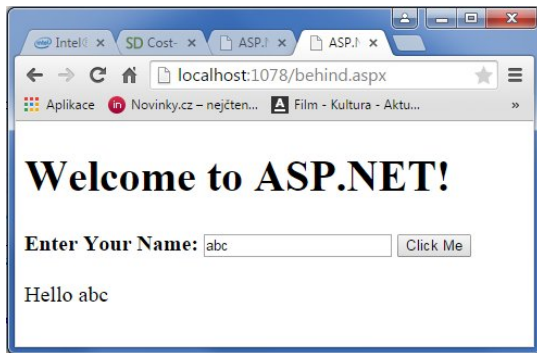 Intel® SD Cost- ASP.N ASP.N
localhost:1078/behind.aspx
Aplikace in Novinky.cz – nejčten... A Film - Kultura - Aktu... »
Welcome to ASP.NET!
Enter Your Name: abc Click Me
Hello abc